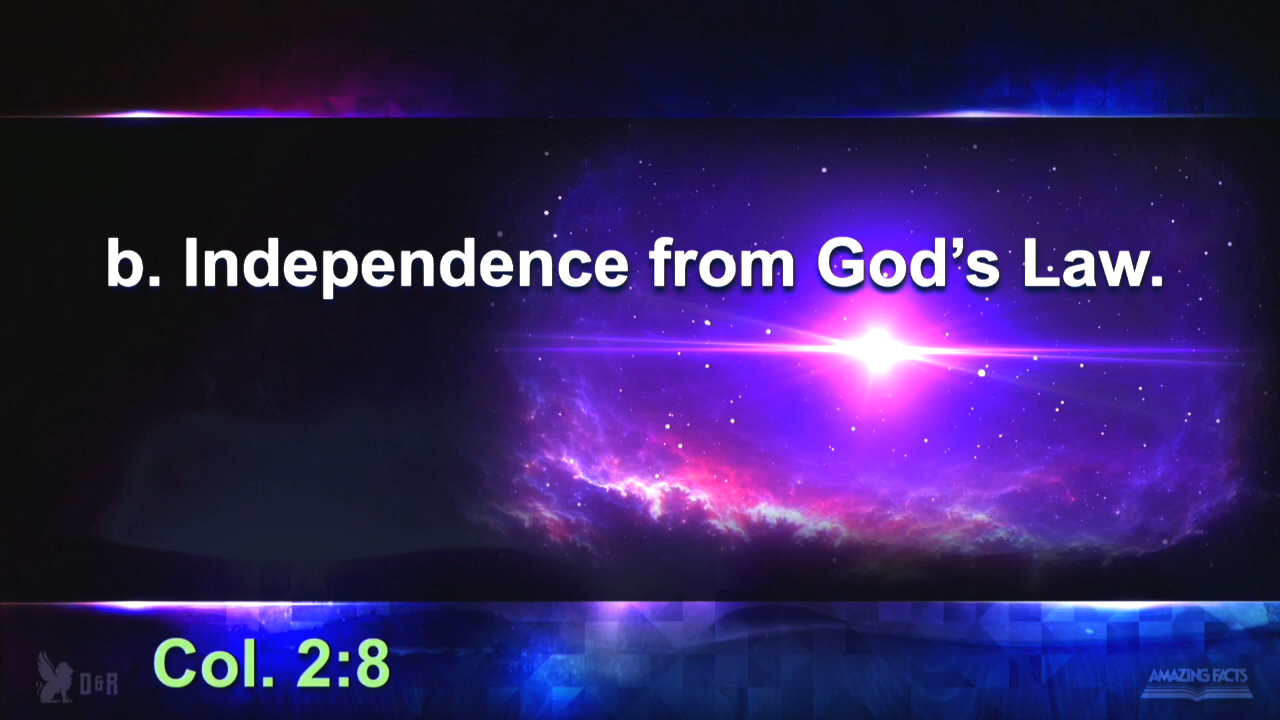 b. Independence from God’s Law.
Col. 2:8
D&R
AMAZING FACTS